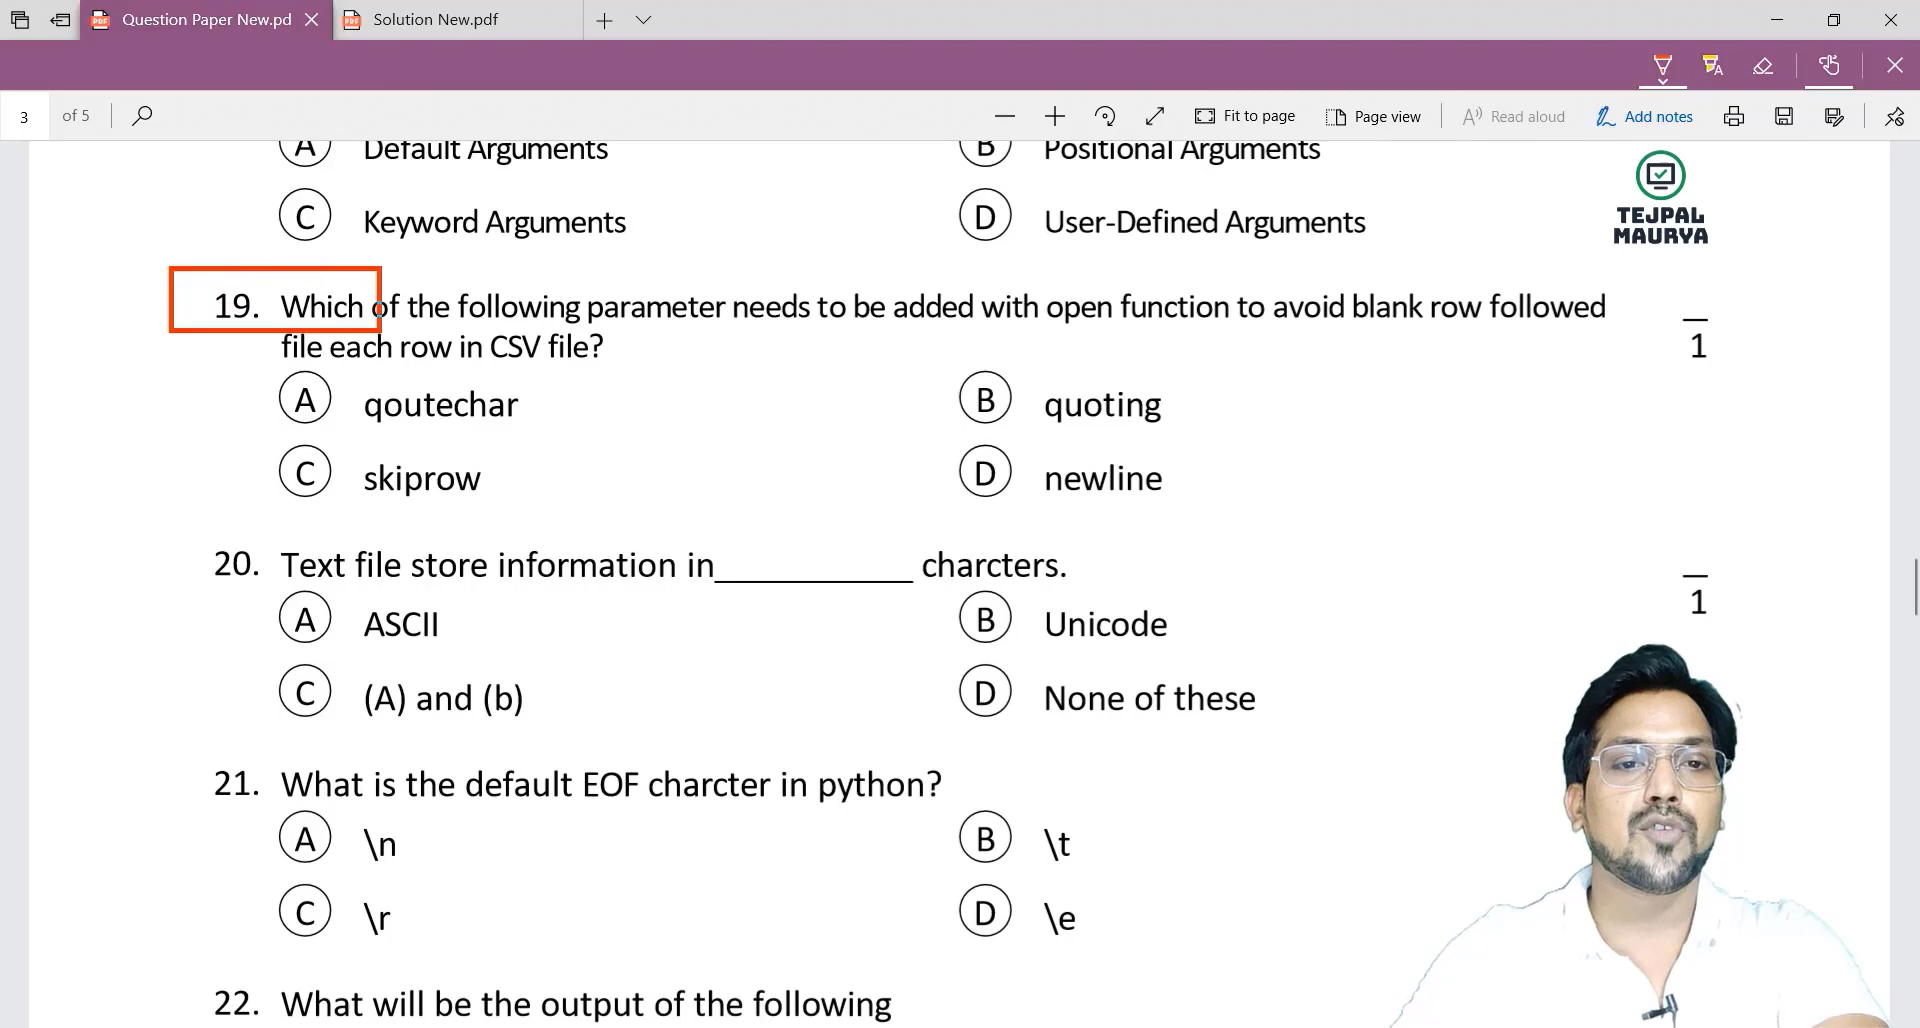 Question Paper New.pd
Solution New.pdf
3 of 5
Fit to page
Page view
Read aloud
Add notes
A Default Arguments B Positional Arguments
C Keyword Arguments D User-Defined Arguments
TEJPAL
MAURYA
19. Which of the following parameter needs to be added with open function to avoid blank row followed
file each row in CSV file?
1
A qoutechar B quoting
C skiprow D newline
20. Text file store information in___________ charcters.
1
A ASCII B Unicode
C (A) and (b) D None of these
21. What is the default EOF charcter in python?
A \n B \t
C \r D \e
22. What will be the output of the following